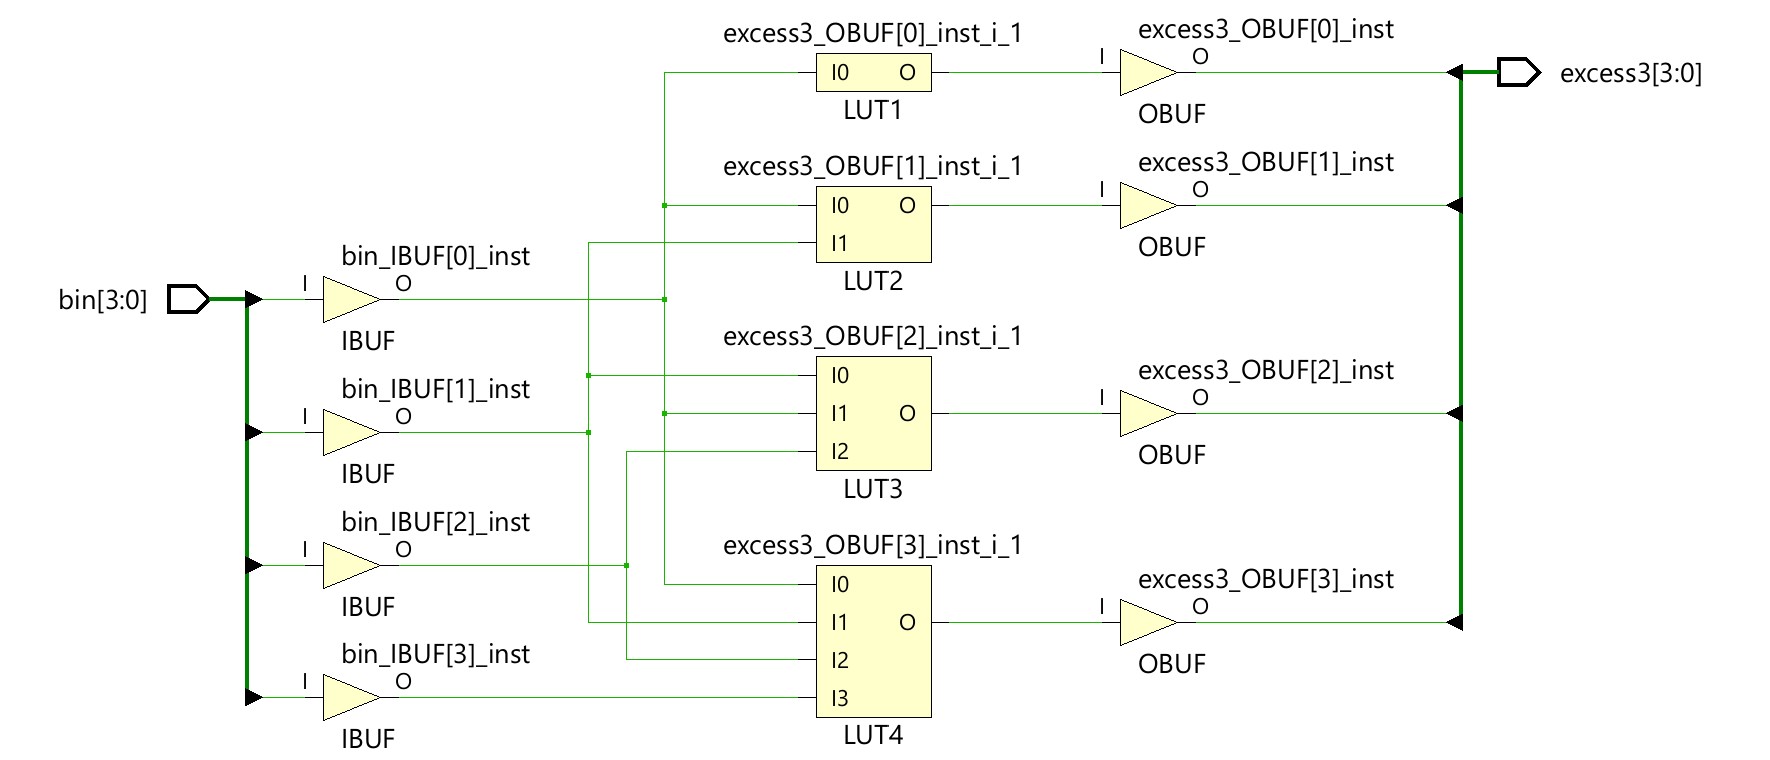 excess3_OBUF[0]_inst_i_1
excess3_OBUF[0]_inst
I0 O
I O
excess3[3:0]
LUT1
OBUF
excess3_OBUF[1]_inst_i_1
excess3_OBUF[1]_inst
I0 O
I O
I1
LUT2
OBUF
bin[3:0]
bin_IBUF[0]_inst
I O
IBUF
excess3_OBUF[2]_inst_i_1
excess3_OBUF[2]_inst
I0
I1 O
I O
I2
LUT3
OBUF
bin_IBUF[1]_inst
I O
IBUF
bin_IBUF[2]_inst
I O
IBUF
excess3_OBUF[3]_inst_i_1
excess3_OBUF[3]_inst
I0
I1 O
I O
I2
I3
LUT4
OBUF
bin_IBUF[3]_inst
I O
IBUF